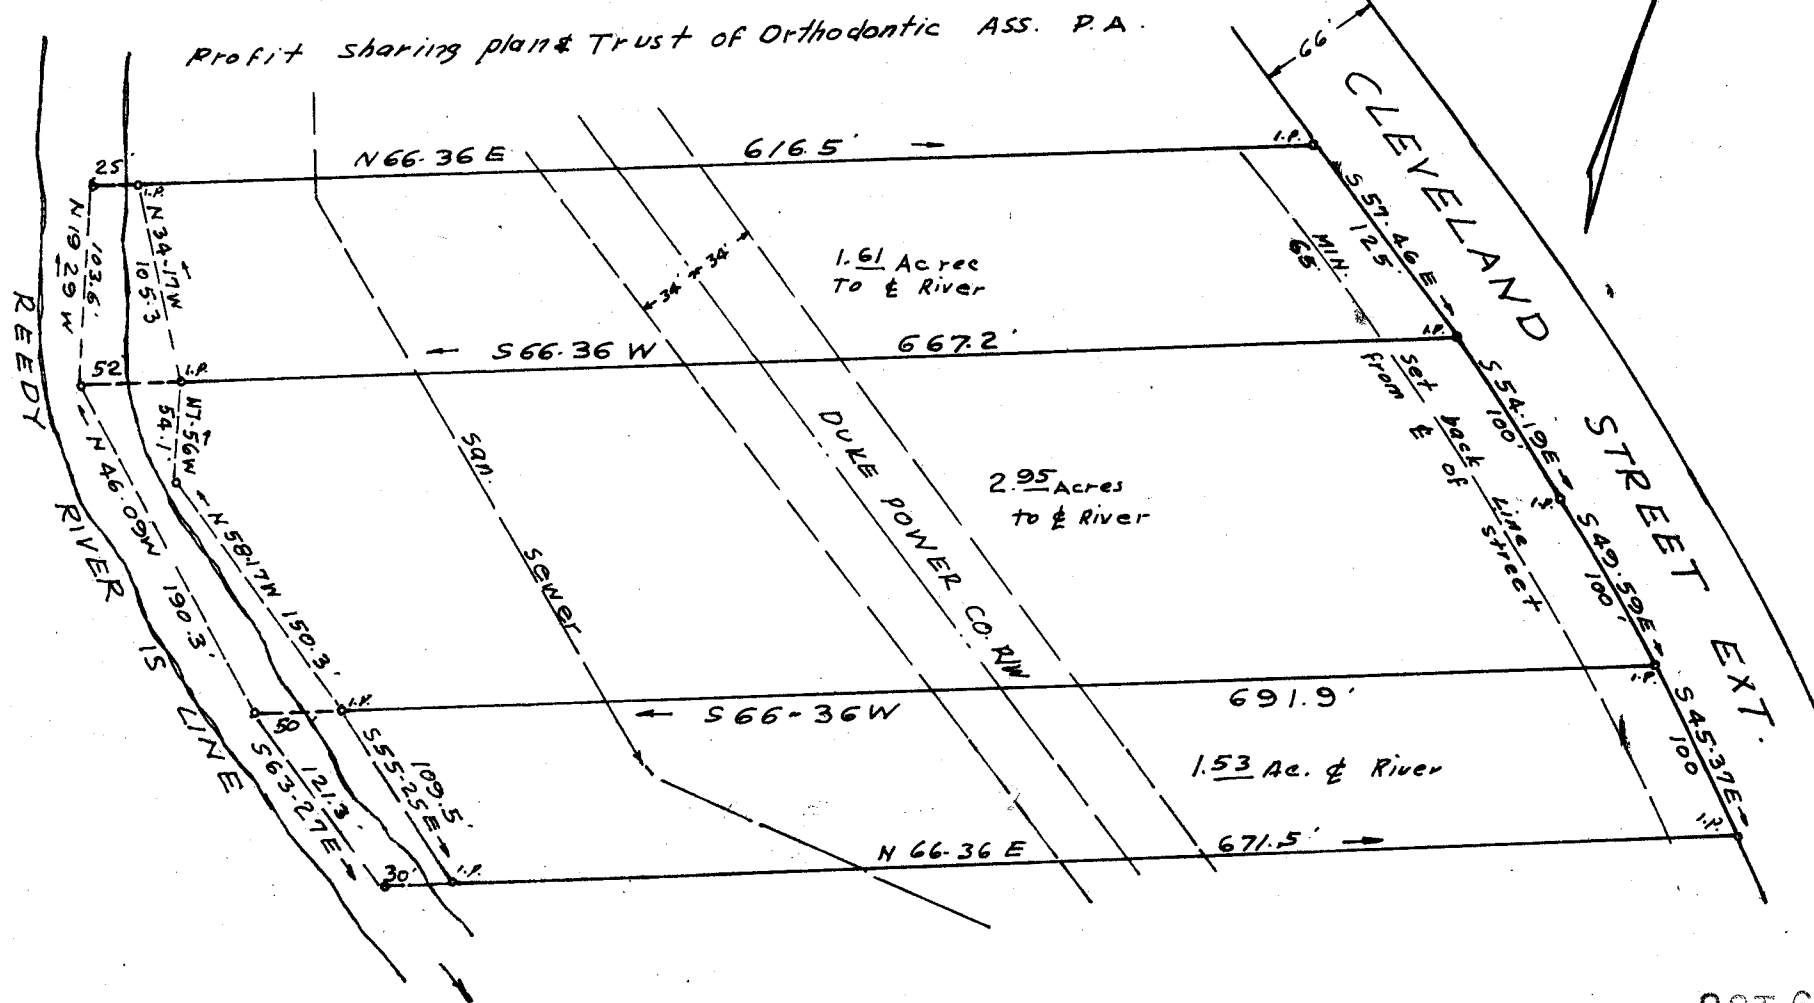 Profit sharing plan & Trust of Orthodontic Ass. P.A.
66'
CLEVELAND STREET EXT.
25'
I.P.
N 66-36 E 616.5'
I.P.
N 19 29 W 103.6'
N 34-17 W 105.3
34' 34'
1.61 Acree
To ℄ River
MIN. 65'
S 57-46 E 125'
REEDY RIVER IS LINE
52'
I.P.
S 66-36 W 667.2'
I.P.
N 7-56 W 54.1'
set back Line
from ℄ of street
S 54-19 E 100'
San. Sewer
DUKE POWER CO. R/W
2.95 Acres
to ℄ River
I.P.
N 46-09 W 190.3'
N 58-17 W 150.3'
S 49-59 E 100'
50
I.P.
S 66-36 W 691.9'
I.P.
S 63-27 E 121.3'
S 55-25 E 109.5'
1.53 Ac. ℄ River
S 45-37 E 100
30'
I.P.
N 66-36 E 671.5'
I.P.